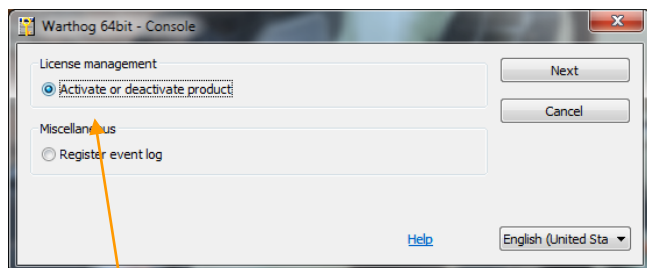 Warthog 64bit - Console
License management
Activate or deactivate product
Next
Cancel
Miscellaneous
Register event log
Help
English (United Sta